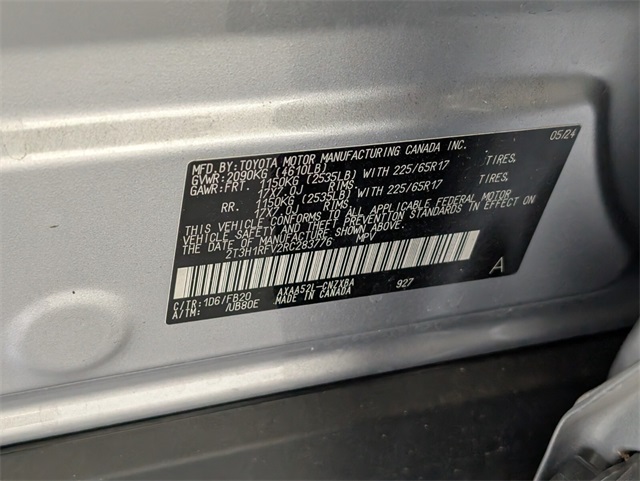 MFD.BY:TOYOTA MOTOR MANUFACTURING CANADA INC. 05/24
GVWR:2090KG (4610LB)
GAWR:FRT. 1150KG (2535LB) WITH 225/65R17 TIRES,
17X7.0J RIMS
RR. 1150KG (2535LB) WITH 225/65R17 TIRES,
17X7.0J RIMS
THIS VEHICLE CONFORMS TO ALL APPLICABLE FEDERAL MOTOR
VEHICLE SAFETY AND THEFT PREVENTION STANDARDS IN EFFECT
ON THE DATE OF MANUFACTURE SHOWN ABOVE.
2T3H1RFV2RC283776 MPV
C/TR:1D6/FB20 AXAA52L-CNZXBA 927 A
A/TM: /UB80E MADE IN CANADA